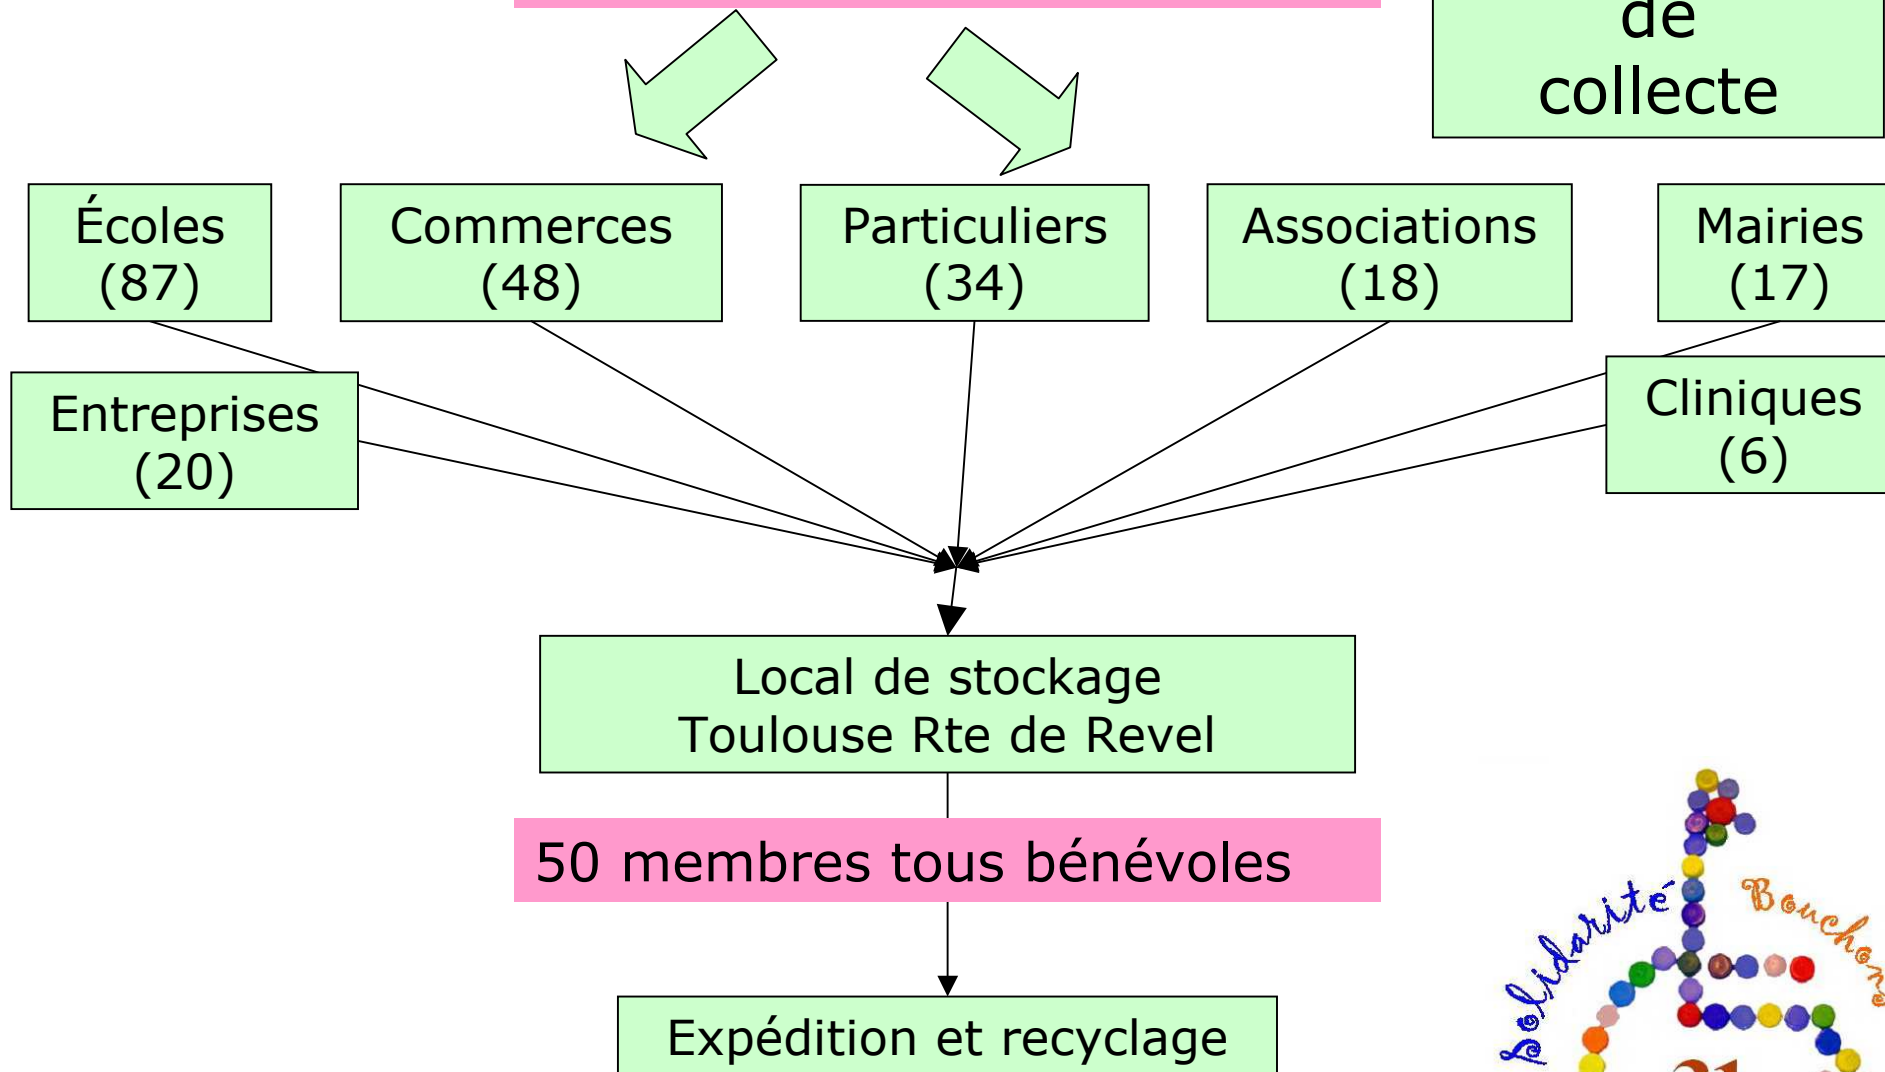 de
collecte
Écoles
(87)
Commerces
(48)
Particuliers
(34)
Associations
(18)
Mairies
(17)
Entreprises
(20)
Cliniques
(6)
Local de stockage
Toulouse Rte de Revel
50 membres tous bénévoles
Expédition et recyclage
Solidarité
Bouchons